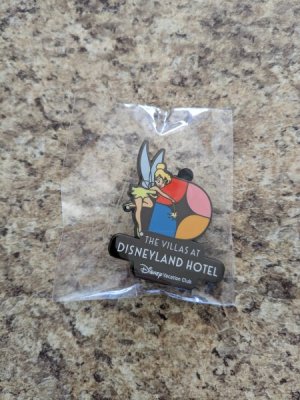 THE VILLAS AT
DISNEYLAND HOTEL
Disney Vacation Club